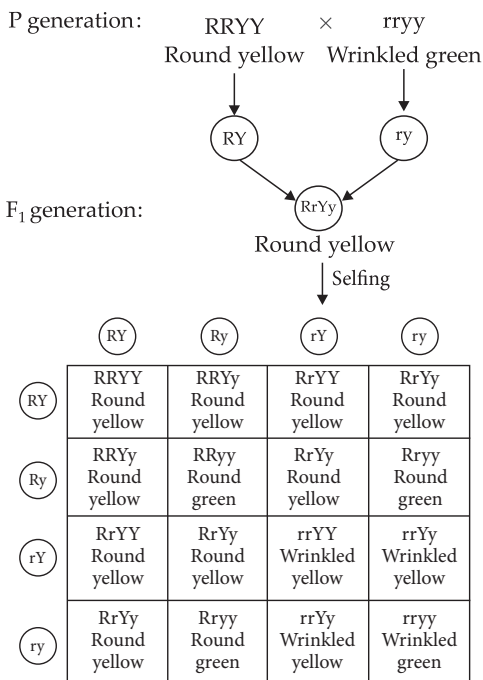 P generation: RRYY × rryy
Round yellow Wrinkled green
RY ry
F₁ generation: RrYy
Round yellow
Selfing
RY Ry rY ry
RY RRYY RRYy RrYY RrYy
Round Round Round Round
yellow yellow yellow yellow
Ry RRYy RRyy RrYy Rryy
Round Round Round Round
yellow green yellow green
rY RrYY RrYy rrYY rrYy
Round Round Wrinkled Wrinkled
yellow yellow yellow yellow
ry RrYy Rryy rrYy rryy
Round Round Wrinkled Wrinkled
yellow green yellow green